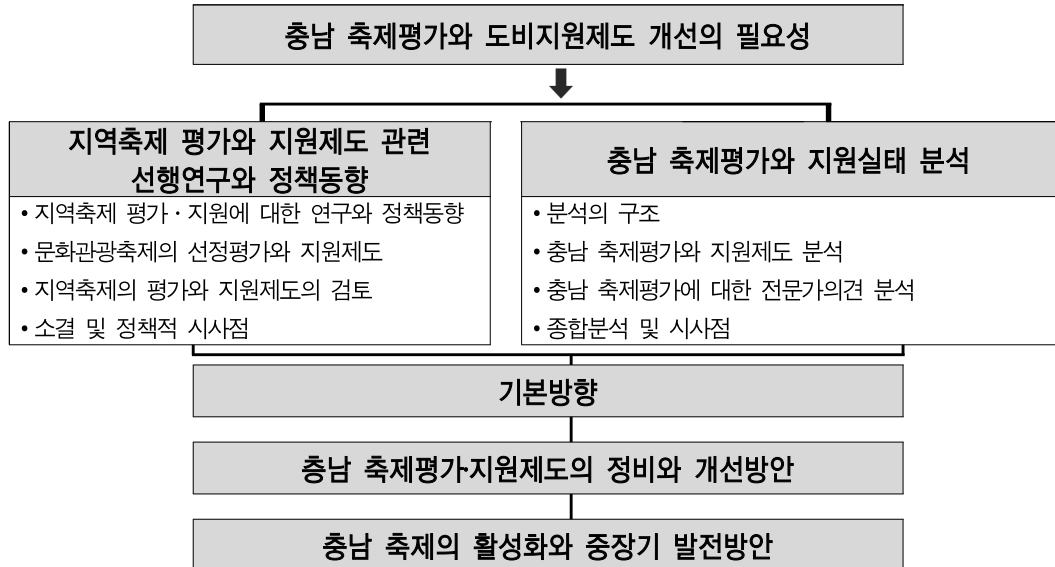 충남 축제평가와 도비지원제도 개선의 필요성
지역축제 평가와 지원제도 관련
선행연구와 정책동향
• 지역축제 평가·지원에 대한 연구와 정책동향
• 문화관광축제의 선정평가와 지원제도
• 지역축제의 평가와 지원제도의 검토
• 소결 및 정책적 시사점
충남 축제평가와 지원실태 분석
• 분석의 구조
• 충남 축제평가와 지원제도 분석
• 충남 축제평가에 대한 전문가의견 분석
• 종합분석 및 시사점
기본방향
층남 축제평가·지원제도의 정비와 개선방안
충남 축제의 활성화와 중장기 발전방안